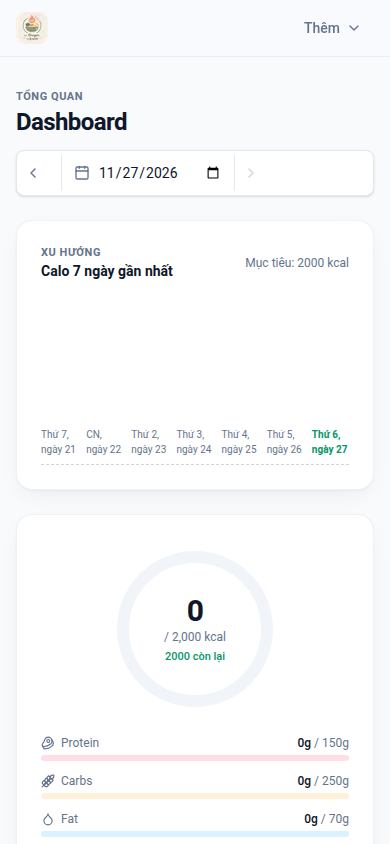 Thêm
TỔNG QUAN
Dashboard
11/27/2026
XU HƯỚNG
Calo 7 ngày gần nhất
Mục tiêu: 2000 kcal
Thứ 7, ngày 21
CN, ngày 22
Thứ 2, ngày 23
Thứ 3, ngày 24
Thứ 4, ngày 25
Thứ 5, ngày 26
Thứ 6, ngày 27
0
/ 2,000 kcal
2000 còn lại
Protein 0g / 150g
Carbs 0g / 250g
Fat 0g / 70g